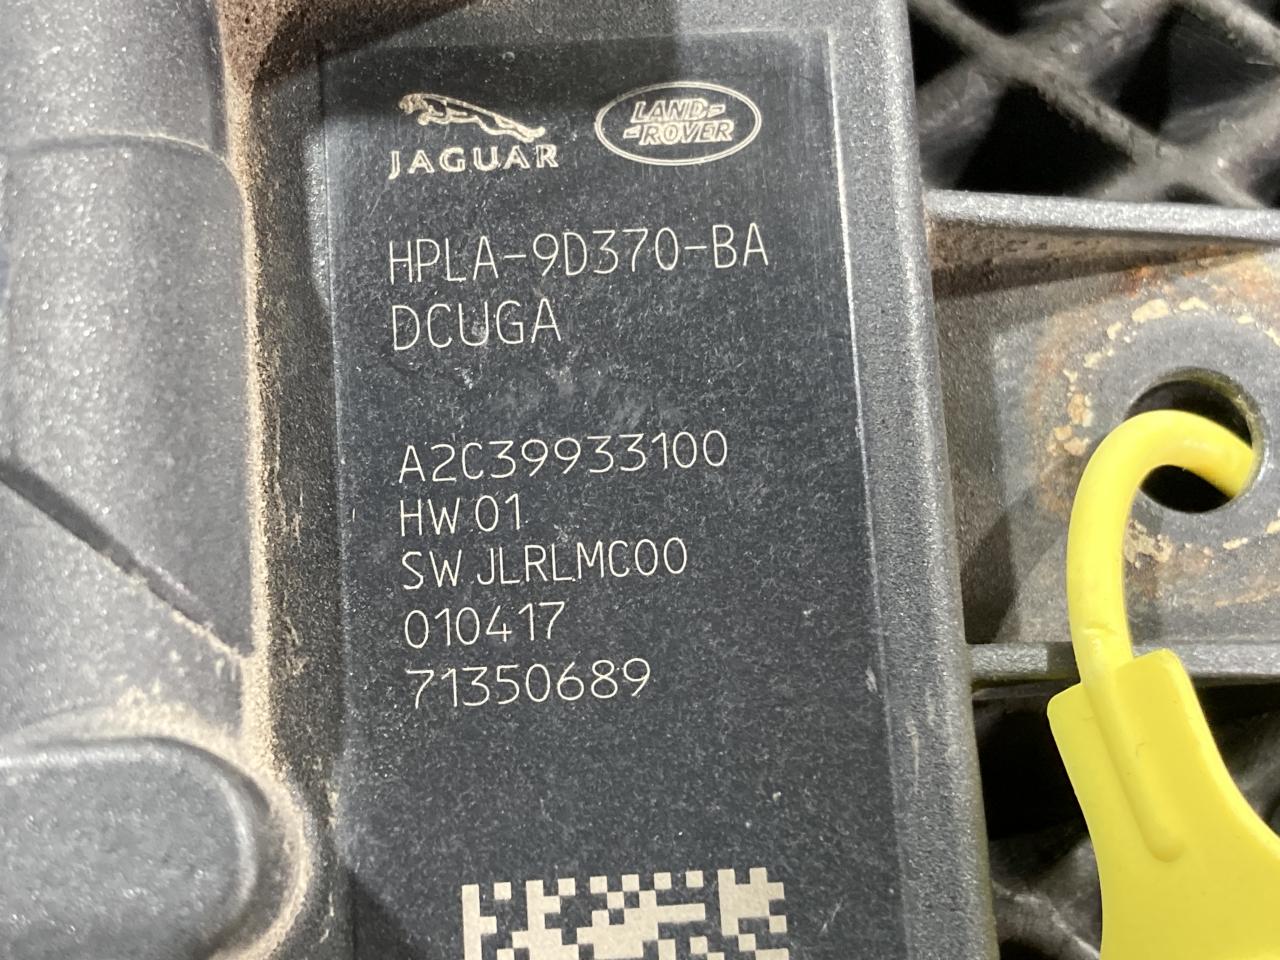 JAGUAR
LAND-
-ROVER
HPLA-9D370-BA
DCUGA
A2C39933100
HW 01
SW JLRLMC00
010417
71350689